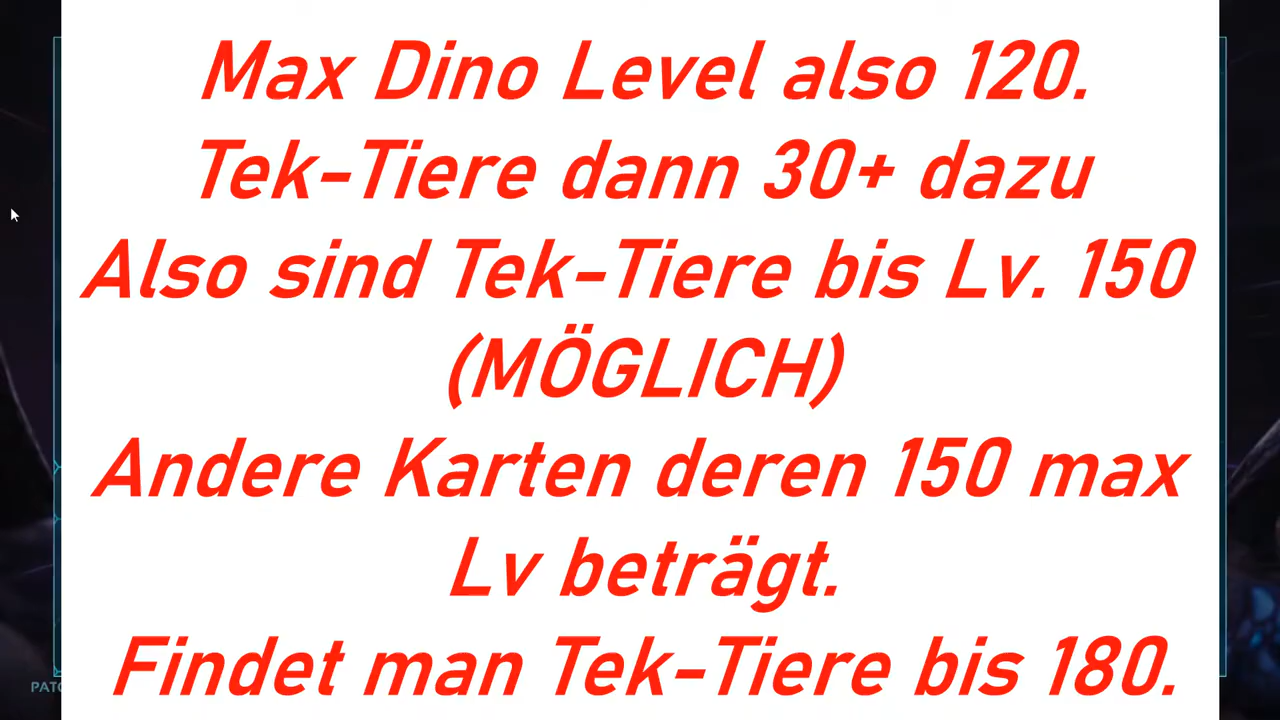 Max Dino Level also 120.
Tek-Tiere dann 30+ dazu
Also sind Tek-Tiere bis Lv. 150
(MÖGLICH)
Andere Karten deren 150 max
Lv beträgt.
Findet man Tek-Tiere bis 180.